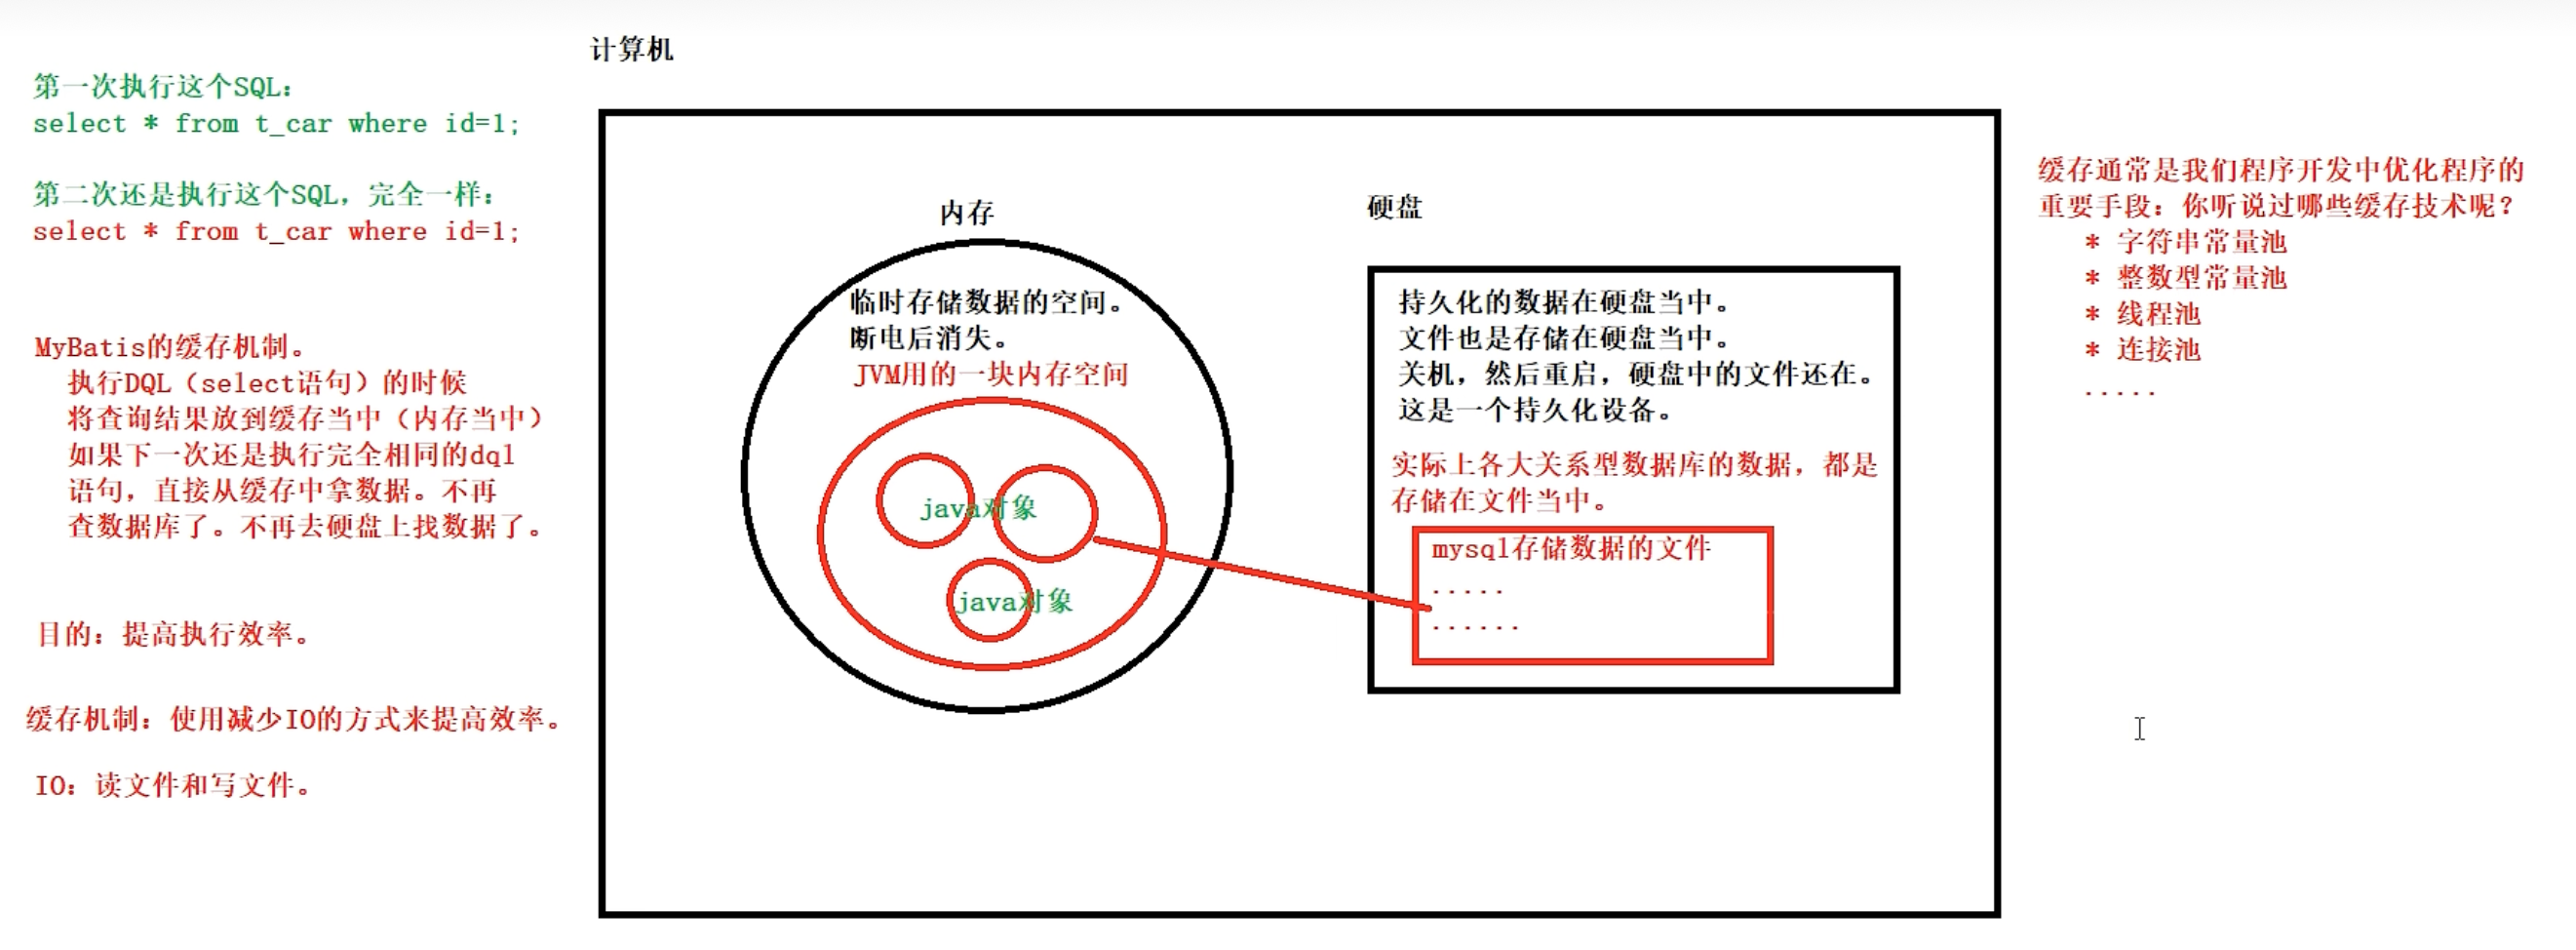 计算机
第一次执行这个SQL：
select * from t_car where id=1;
第二次还是执行这个SQL，完全一样：
select * from t_car where id=1;
MyBatis的缓存机制。
执行DQL（select语句）的时候
将查询结果放到缓存当中（内存当中）
如果下一次还是执行完全相同的dql
语句，直接从缓存中拿数据。不再
查数据库了。不再去硬盘上找数据了。
目的：提高执行效率。
缓存机制：使用减少IO的方式来提高效率。
IO：读文件和写文件。
内存
临时存储数据的空间。
断电后消失。
JVM用的一块内存空间
java对象
java对象
硬盘
持久化的数据在硬盘当中。
文件也是存储在硬盘当中。
关机，然后重启，硬盘中的文件还在。
这是一个持久化设备。
实际上各大关系型数据库的数据，都是
存储在文件当中。
mysql存储数据的文件
.....
......
缓存通常是我们程序开发中优化程序的
重要手段：你听说过哪些缓存技术呢？
* 字符串常量池
* 整数型常量池
* 线程池
* 连接池
.....